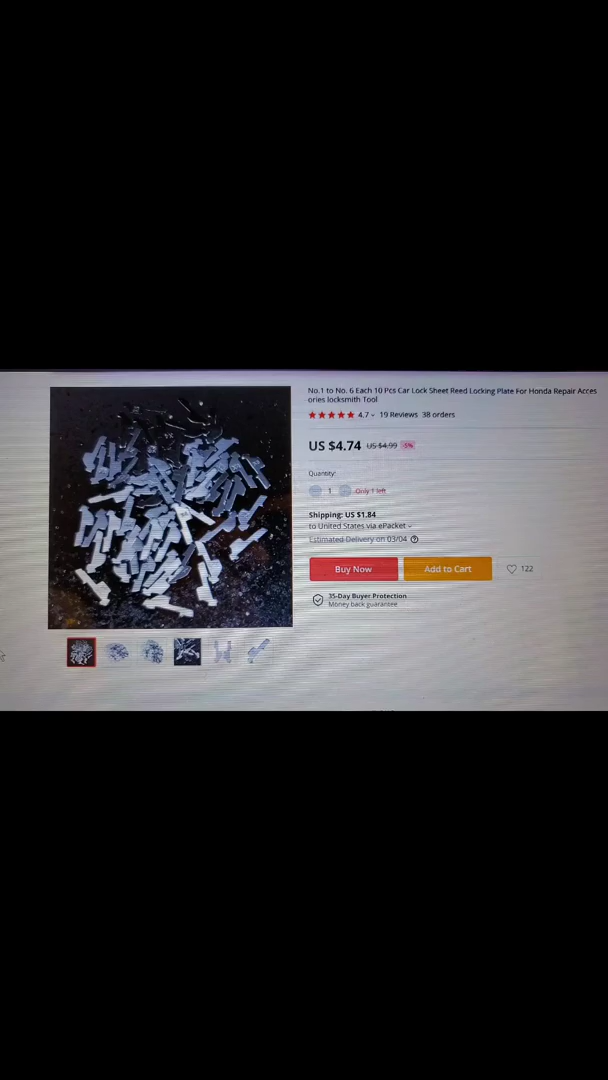 No.1 to No. 6 Each 10 Pcs Car Lock Sheet Reed Locking Plate For Honda Repair Acces
ories locksmith Tool
4.7 19 Reviews 38 orders
US $4.74 US $4.99 -5%
Quantity:
1 Only 1 left
Shipping: US $1.84
to United States via ePacket
Estimated Delivery on 03/04
Buy Now Add to Cart 122
35-Day Buyer Protection
Money back guarantee